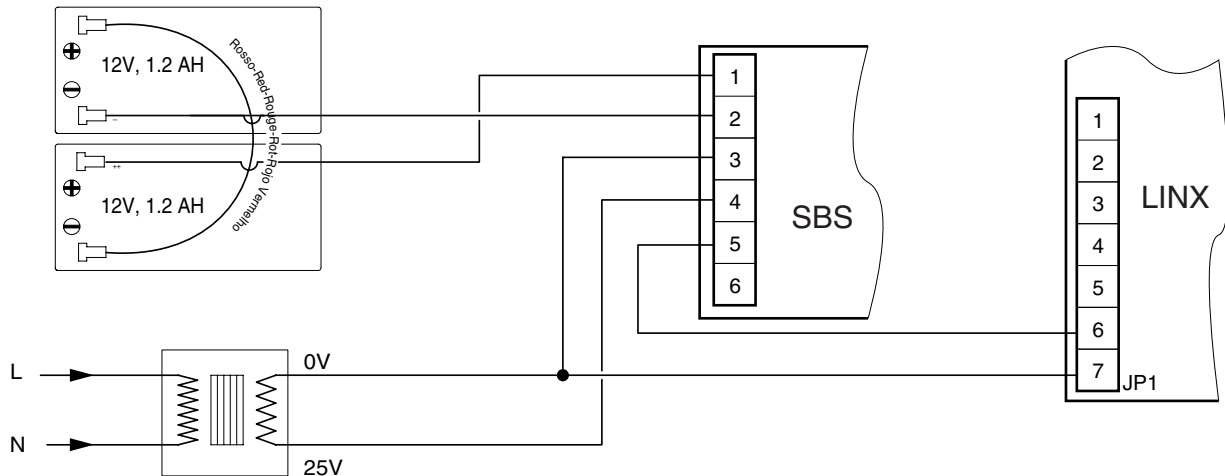 12V, 1.2 AH
–
Rosso-Red-Rouge-Rot-Rojo Vermelho
++
12V, 1.2 AH
1
2
3
4
5
6
SBS
1
2
3
4
5
6
7
LINX
JP1
L
N
0V
25V